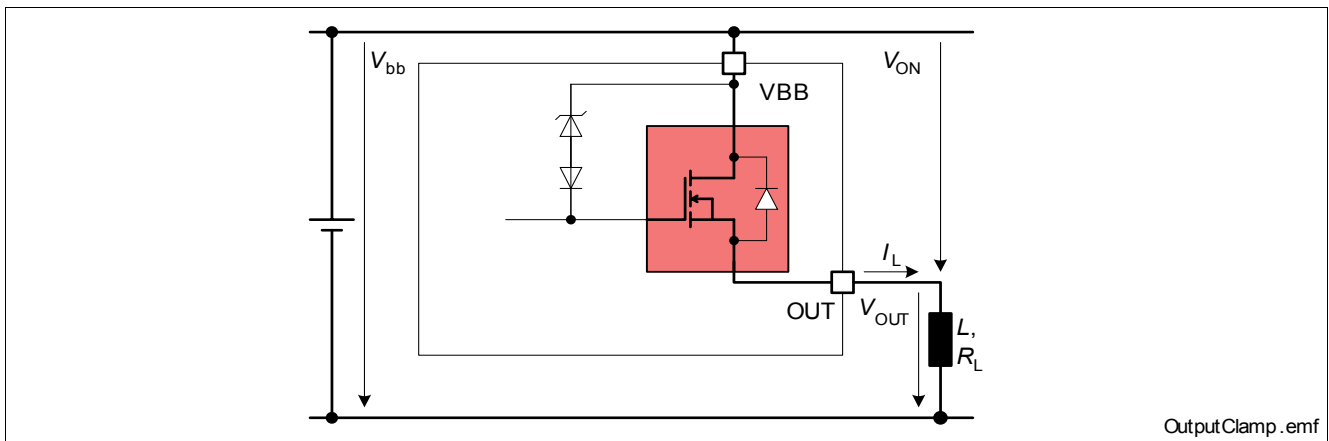 Vbb
VON
VBB
IL
OUT
VOUT
L,
RL
OutputClamp.emf